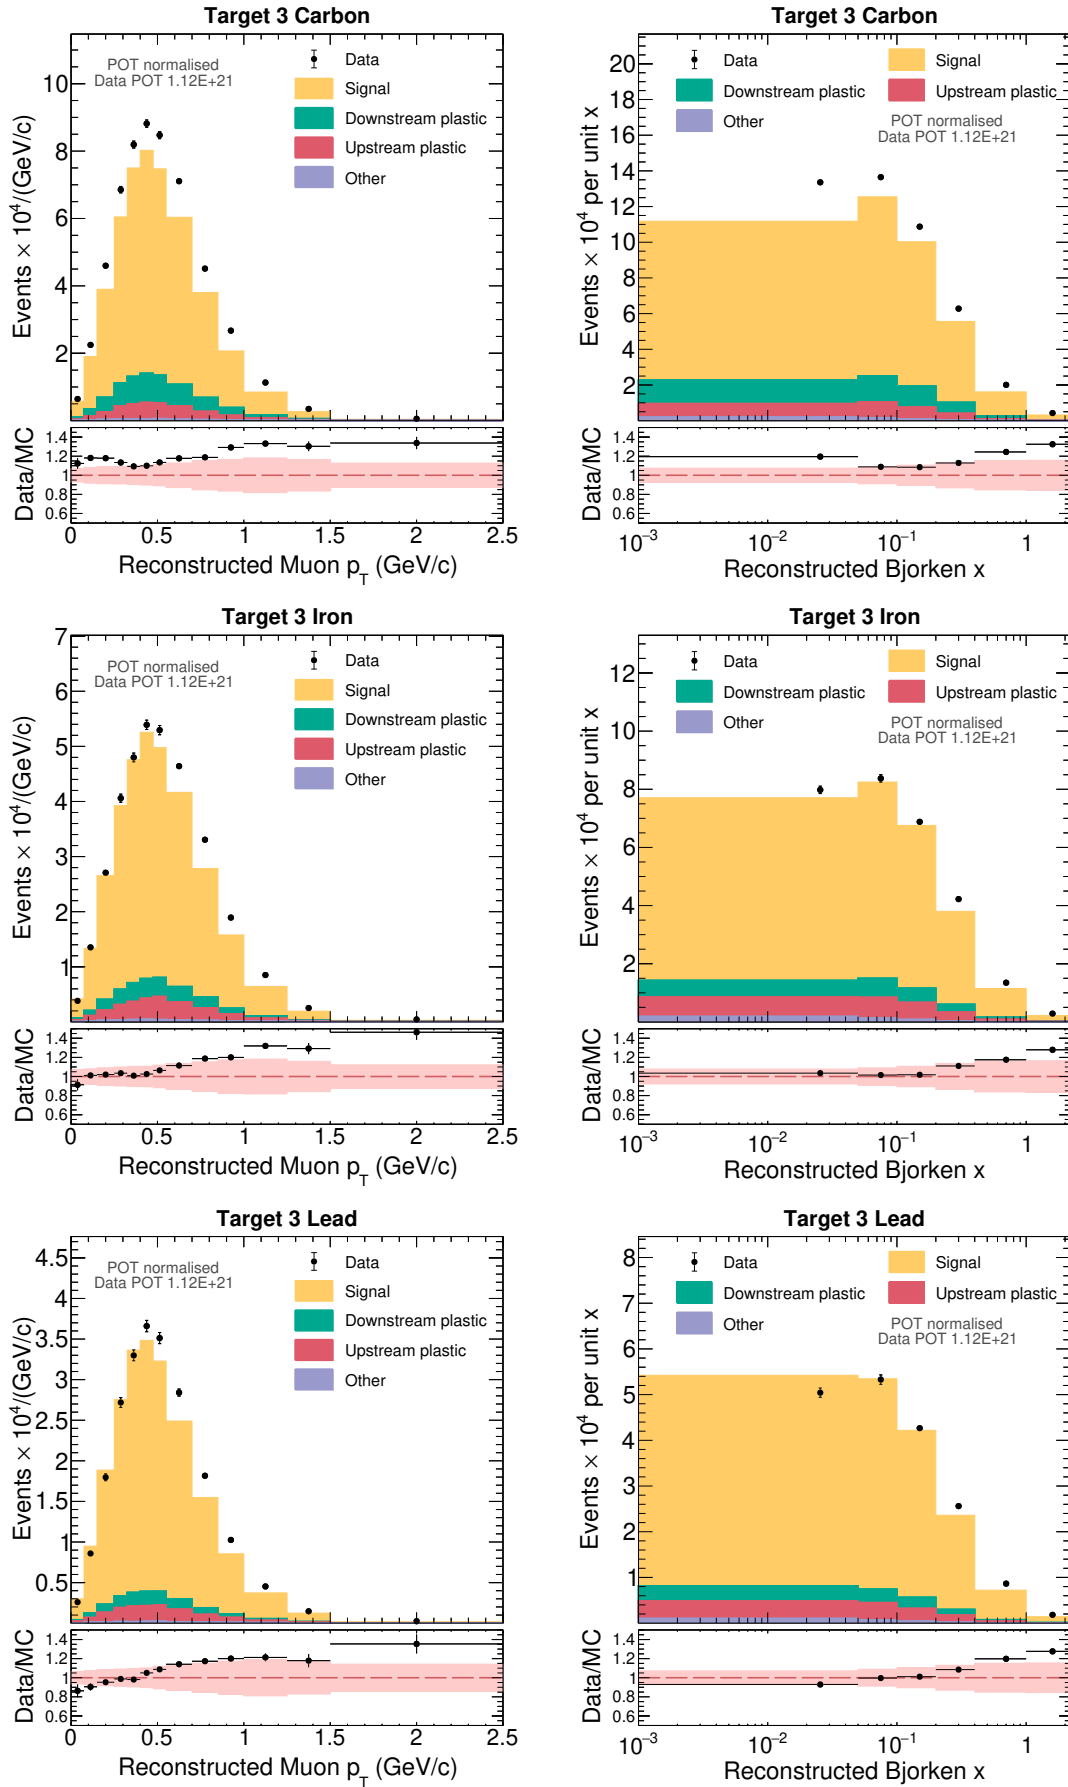 Target 3 Carbon
POT normalised
Data POT 1.12E+21
Data
Signal
Downstream plastic
Upstream plastic
Other
Events × 10⁴/(GeV/c)
10
8
6
4
2
Data/MC
1.4
1.2
1
0.8
0.6
0 0.5 1 1.5 2 2.5
Reconstructed Muon p_T (GeV/c)
Target 3 Carbon
Data
Signal
Downstream plastic
Upstream plastic
Other
POT normalised
Data POT 1.12E+21
Events × 10⁴ per unit x
20
18
16
14
12
10
8
6
4
2
Data/MC
1.4
1.2
1
0.8
0.6
10⁻³ 10⁻² 10⁻¹ 1
Reconstructed Bjorken x
Target 3 Iron
POT normalised
Data POT 1.12E+21
Data
Signal
Downstream plastic
Upstream plastic
Other
Events × 10⁴/(GeV/c)
7
6
5
4
3
2
1
Data/MC
1.4
1.2
1
0.8
0.6
0 0.5 1 1.5 2 2.5
Reconstructed Muon p_T (GeV/c)
Target 3 Iron
Data
Signal
Downstream plastic
Upstream plastic
Other
POT normalised
Data POT 1.12E+21
Events × 10⁴ per unit x
12
10
8
6
4
2
Data/MC
1.4
1.2
1
0.8
0.6
10⁻³ 10⁻² 10⁻¹ 1
Reconstructed Bjorken x
Target 3 Lead
POT normalised
Data POT 1.12E+21
Data
Signal
Downstream plastic
Upstream plastic
Other
Events × 10⁴/(GeV/c)
4.5
4
3.5
3
2.5
2
1.5
1
0.5
Data/MC
1.4
1.2
1
0.8
0.6
0 0.5 1 1.5 2 2.5
Reconstructed Muon p_T (GeV/c)
Target 3 Lead
Data
Signal
Downstream plastic
Upstream plastic
Other
POT normalised
Data POT 1.12E+21
Events × 10⁴ per unit x
8
7
6
5
4
3
2
1
Data/MC
1.4
1.2
1
0.8
0.6
10⁻³ 10⁻² 10⁻¹ 1
Reconstructed Bjorken x